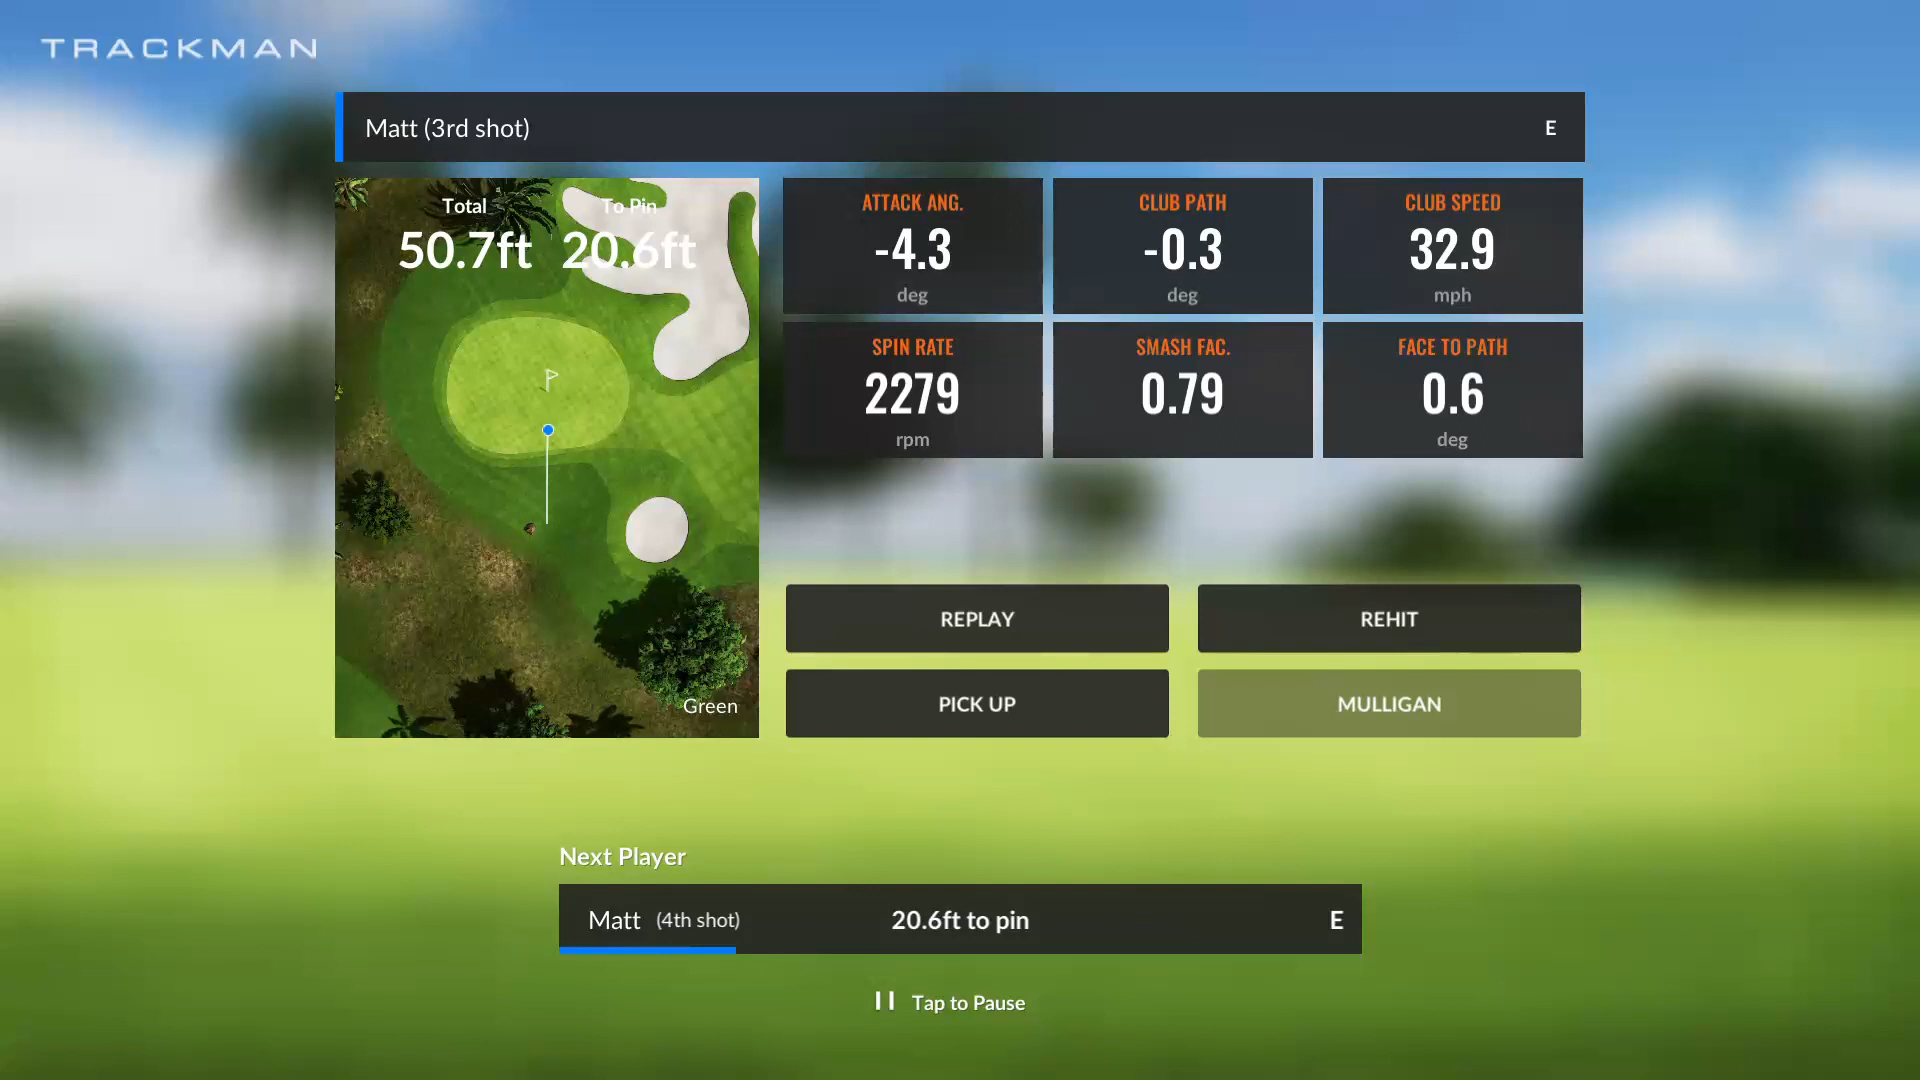 TRACKMAN
Matt (3rd shot)
E
Total
To Pin
50.7ft
20.6ft
Green
ATTACK ANG.
-4.3
deg
CLUB PATH
-0.3
deg
CLUB SPEED
32.9
mph
SPIN RATE
2279
rpm
SMASH FAC.
0.79
FACE TO PATH
0.6
deg
REPLAY
REHIT
PICK UP
MULLIGAN
Next Player
Matt (4th shot)
20.6ft to pin
E
Tap to Pause